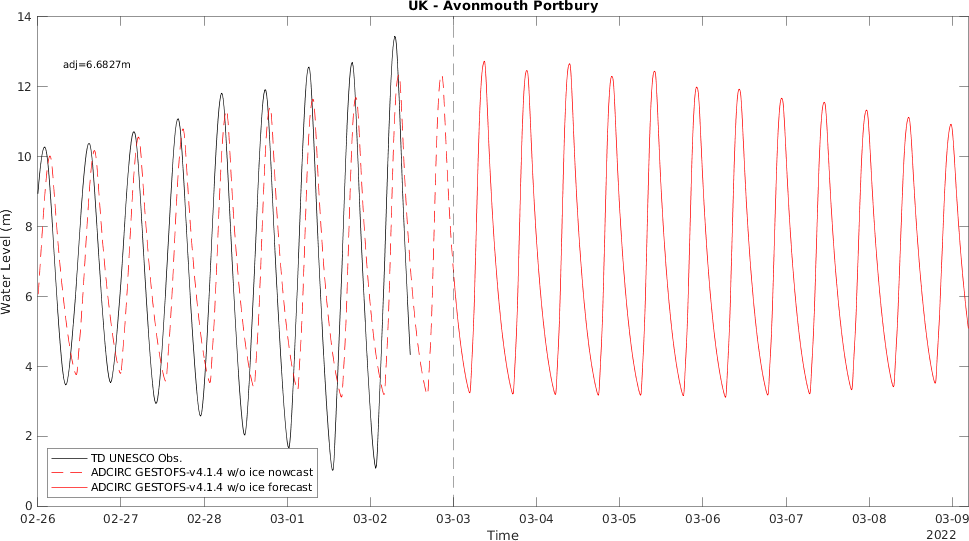 UK - Avonmouth Portbury
adj=6.6827m
Water Level (m)
14
12
10
8
6
4
2
0
TD UNESCO Obs.
ADCIRC GESTOFS-v4.1.4 w/o ice nowcast
ADCIRC GESTOFS-v4.1.4 w/o ice forecast
02-26 02-27 02-28 03-01 03-02 03-03 03-04 03-05 03-06 03-07 03-08 03-09
2022
Time